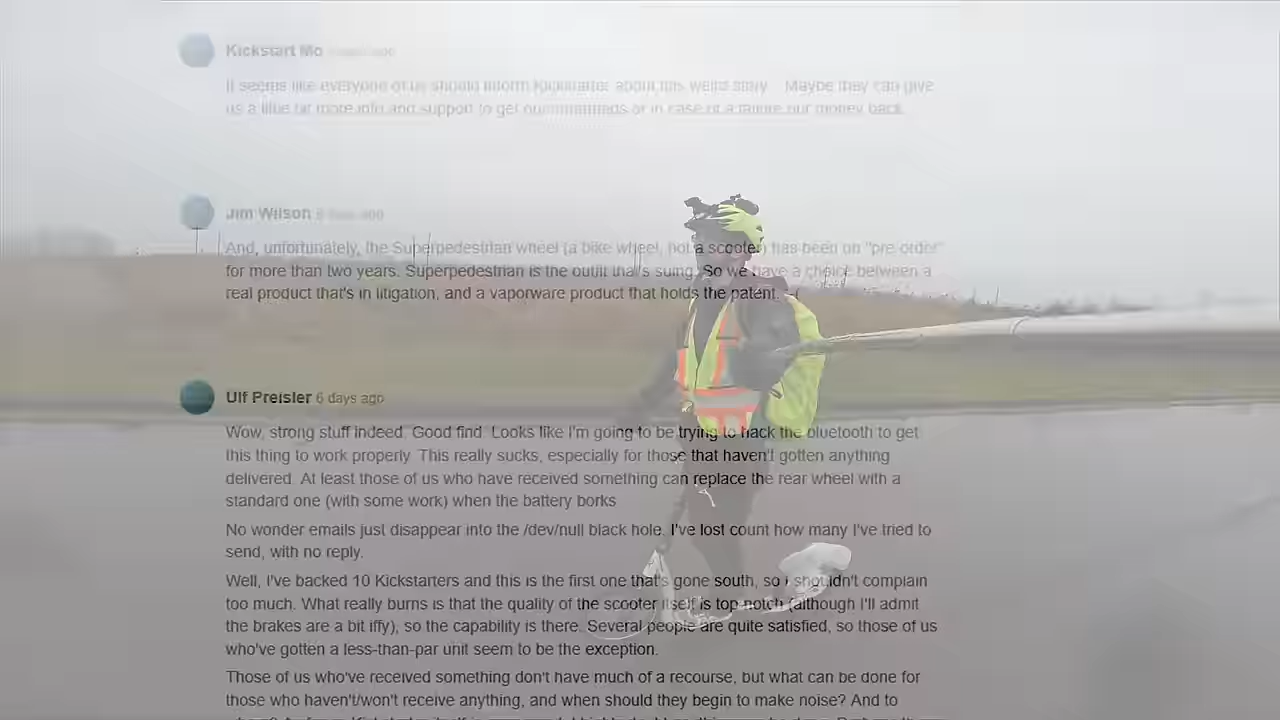 Kickstart Mo
It seems like everyone of us should inform Kickstarter about this weird story... Maybe they can give
us a little bit more info and support to get our in case of a failure our money back.
Jim Wilson 6 days ago
And, unfortunately, the Superpedestrian wheel (a bike wheel, not a scooter) has been on "pre order"
for more than two years. Superpedestrian is the outfit that's suing. So we have a choice between a
real product that's in litigation, and a vaporware product that holds the patent. :-(
Ulf Preisler 6 days ago
Wow, strong stuff indeed. Good find. Looks like I'm going to be trying to hack the bluetooth to get
this thing to work properly. This really sucks, especially for those that haven't gotten anything
delivered. At least those of us who have received something can replace the rear wheel with a
standard one (with some work) when the battery borks
No wonder emails just disappear into the /dev/null black hole. I've lost count how many I've tried to
send, with no reply.
Well, I've backed 10 Kickstarters and this is the first one that's gone south, so I shouldn't complain
too much. What really burns is that the quality of the scooter itself is top notch (although I'll admit
the brakes are a bit iffy), so the capability is there. Several people are quite satisfied, so those of us
who've gotten a less-than-par unit seem to be the exception.
Those of us who've received something don't have much of a recourse, but what can be done for
those who haven't/won't receive anything, and when should they begin to make noise? And to